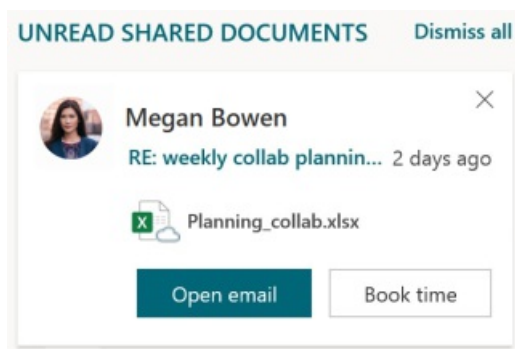 UNREAD SHARED DOCUMENTS Dismiss all
Megan Bowen
RE: weekly collab plannin... 2 days ago
Planning_collab.xlsx
Open email Book time